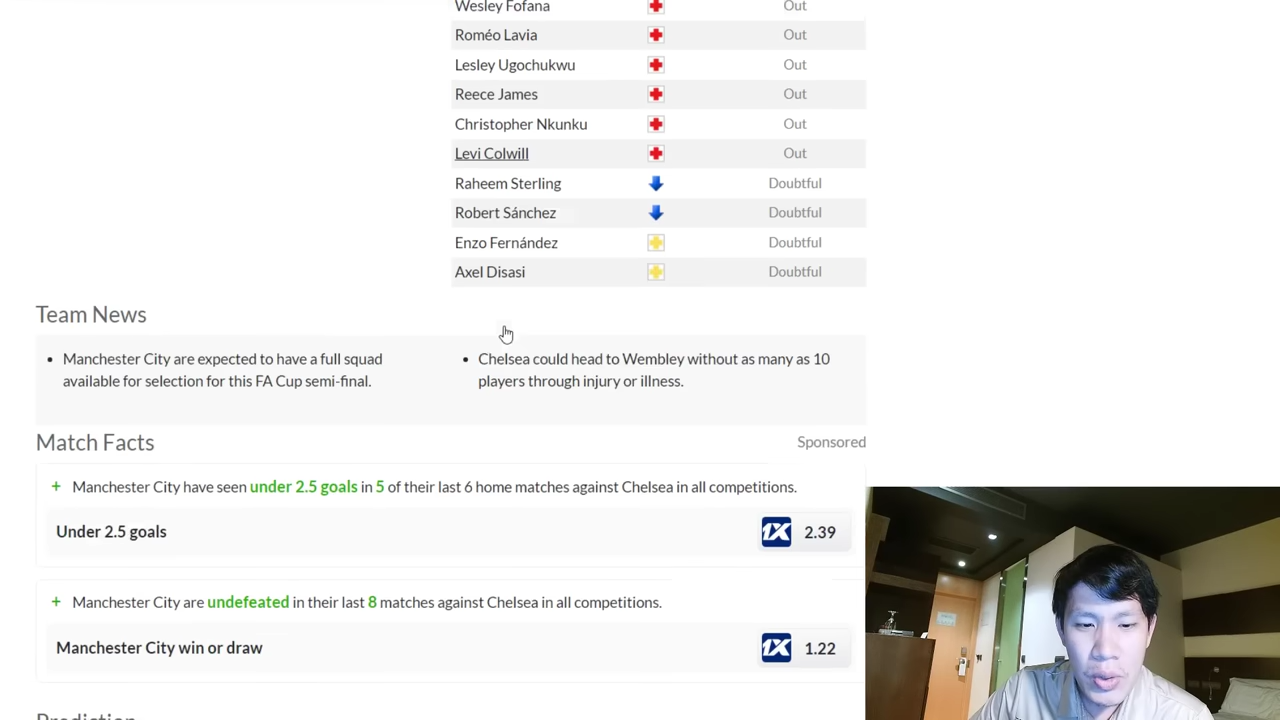 Wesley Fofana Out
Roméo Lavia Out
Lesley Ugochukwu Out
Reece James Out
Christopher Nkunku Out
Levi Colwill Out
Raheem Sterling Doubtful
Robert Sánchez Doubtful
Enzo Fernández Doubtful
Axel Disasi Doubtful
Team News
• Manchester City are expected to have a full squad
available for selection for this FA Cup semi-final.
• Chelsea could head to Wembley without as many as 10
players through injury or illness.
Match Facts Sponsored
+ Manchester City have seen under 2.5 goals in 5 of their last 6 home matches against Chelsea in all competitions.
Under 2.5 goals 1X 2.39
+ Manchester City are undefeated in their last 8 matches against Chelsea in all competitions.
Manchester City win or draw 1X 1.22
Prediction